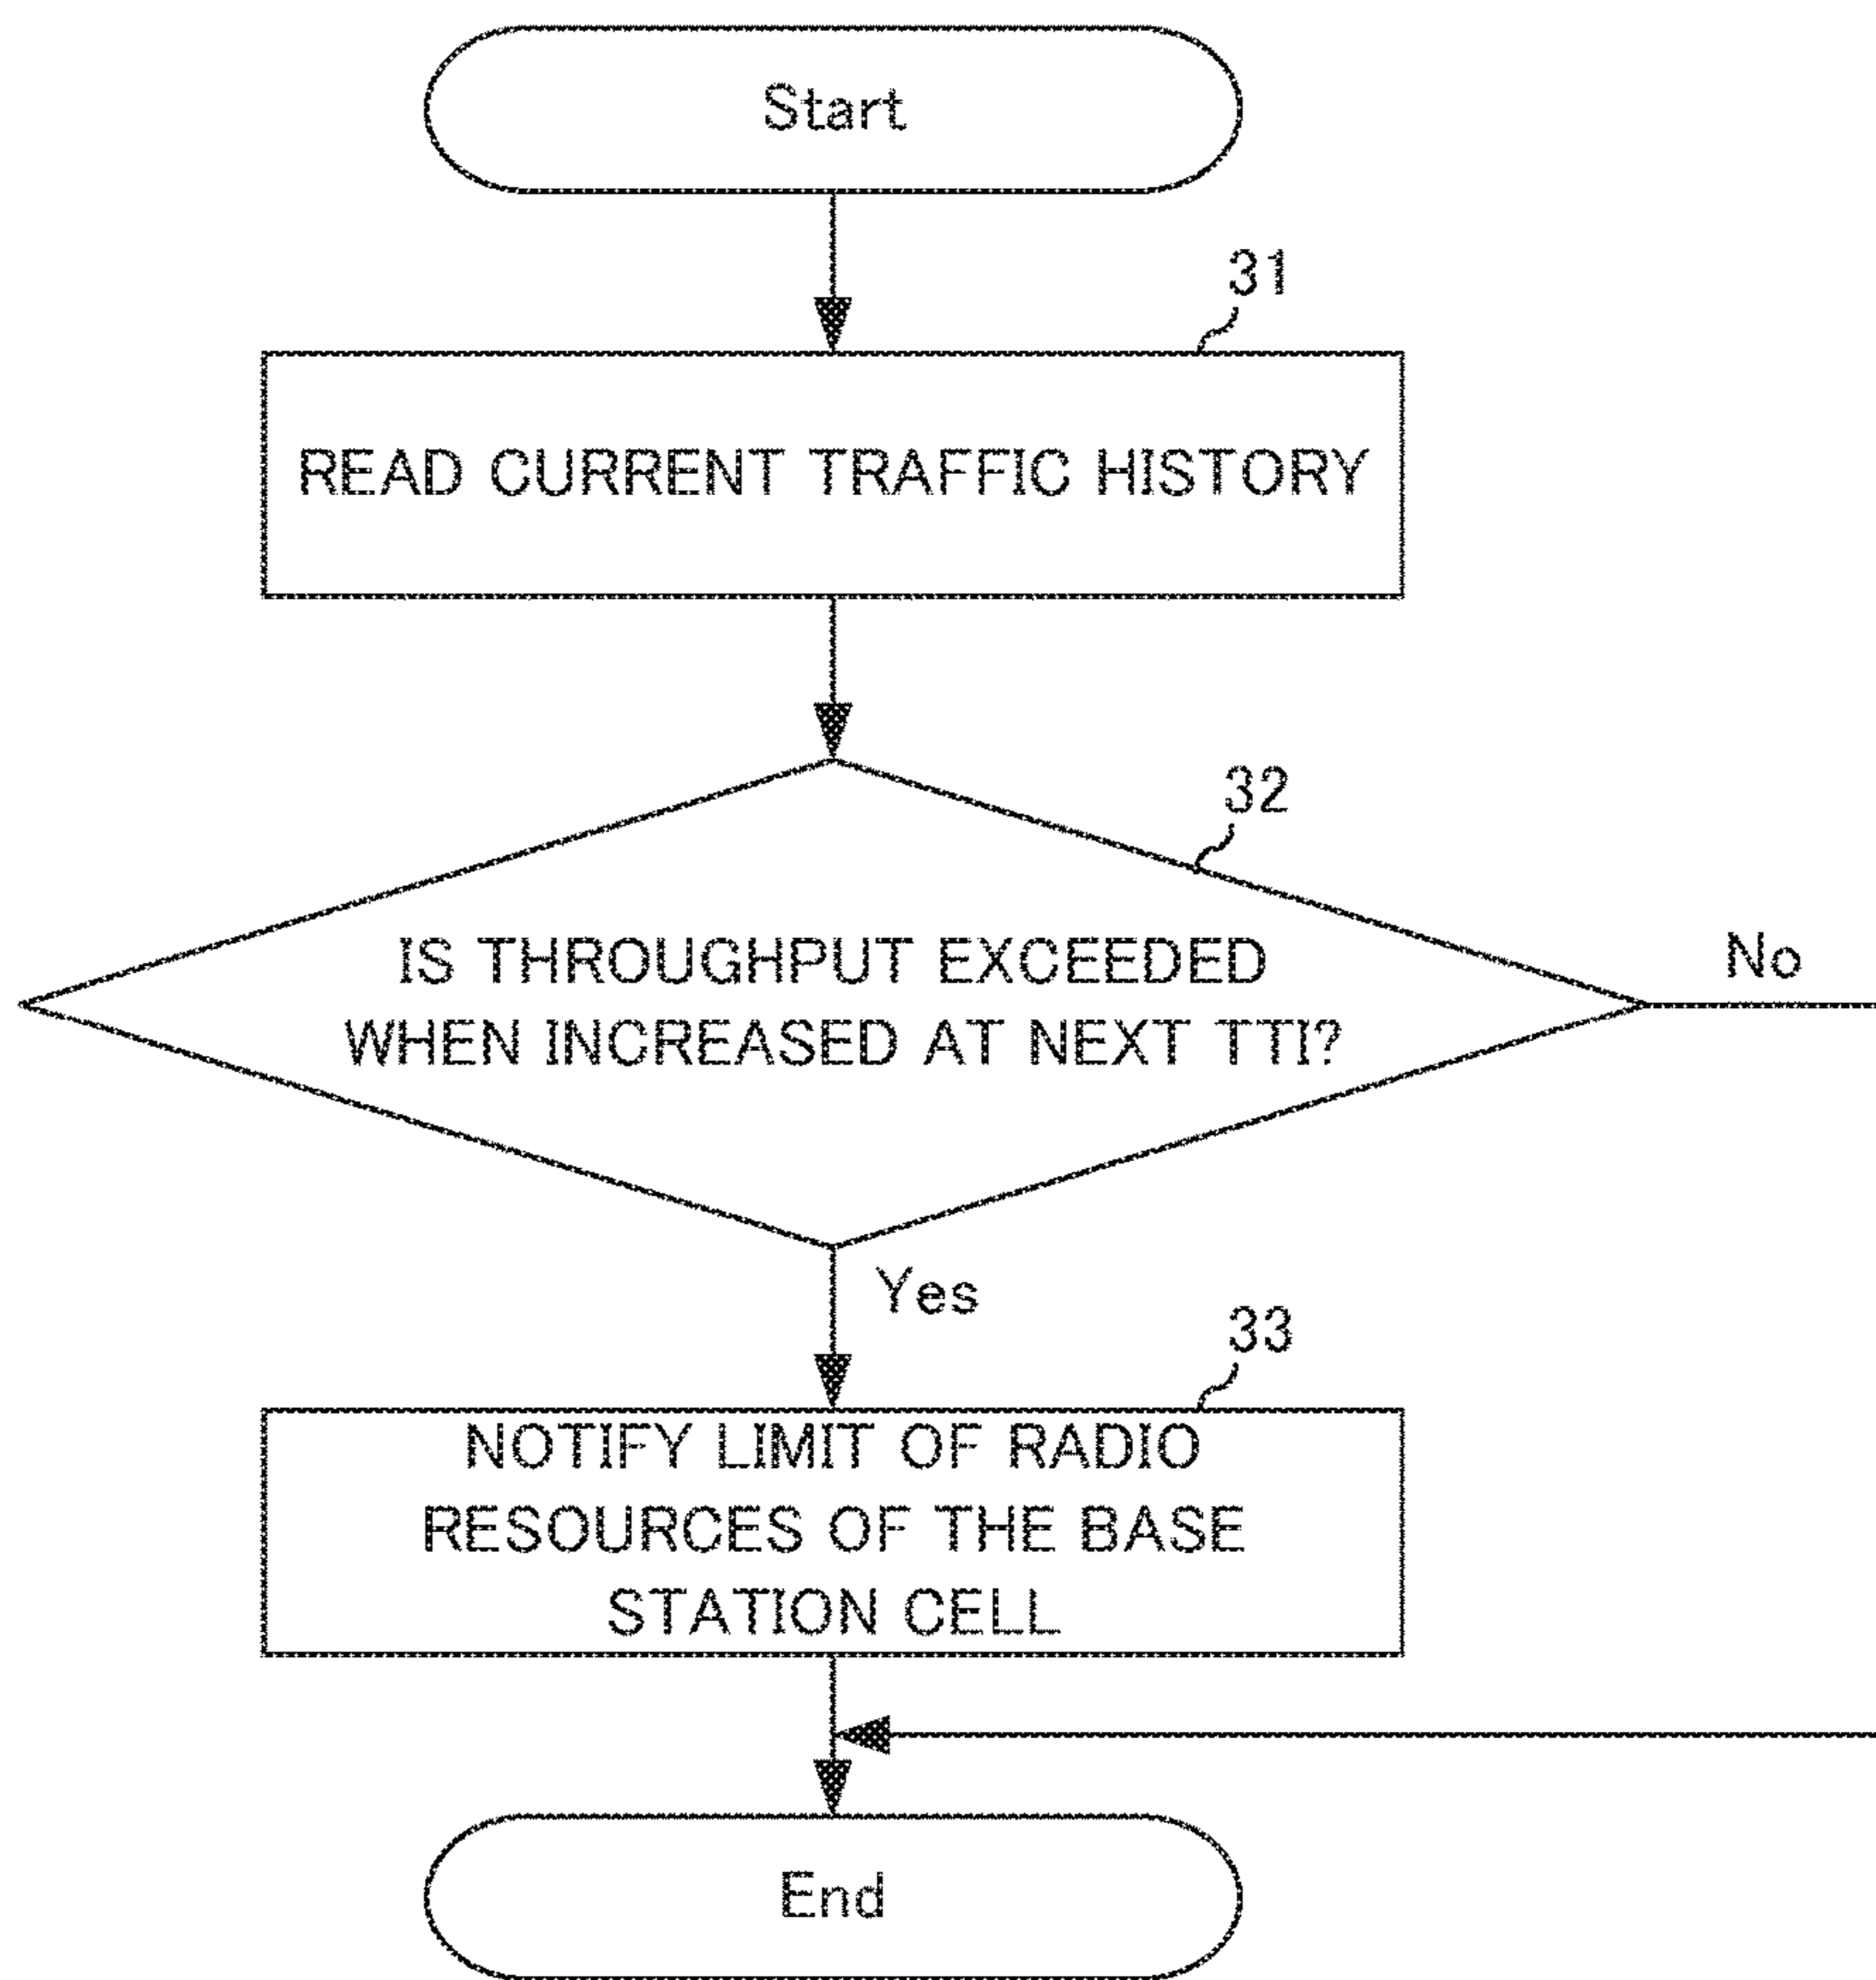 Start
31
READ CURRENT TRAFFIC HISTORY
32
IS THROUGHPUT EXCEEDED
WHEN INCREASED AT NEXT TTI?
No
Yes
33
NOTIFY LIMIT OF RADIO
RESOURCES OF THE BASE
STATION CELL
End